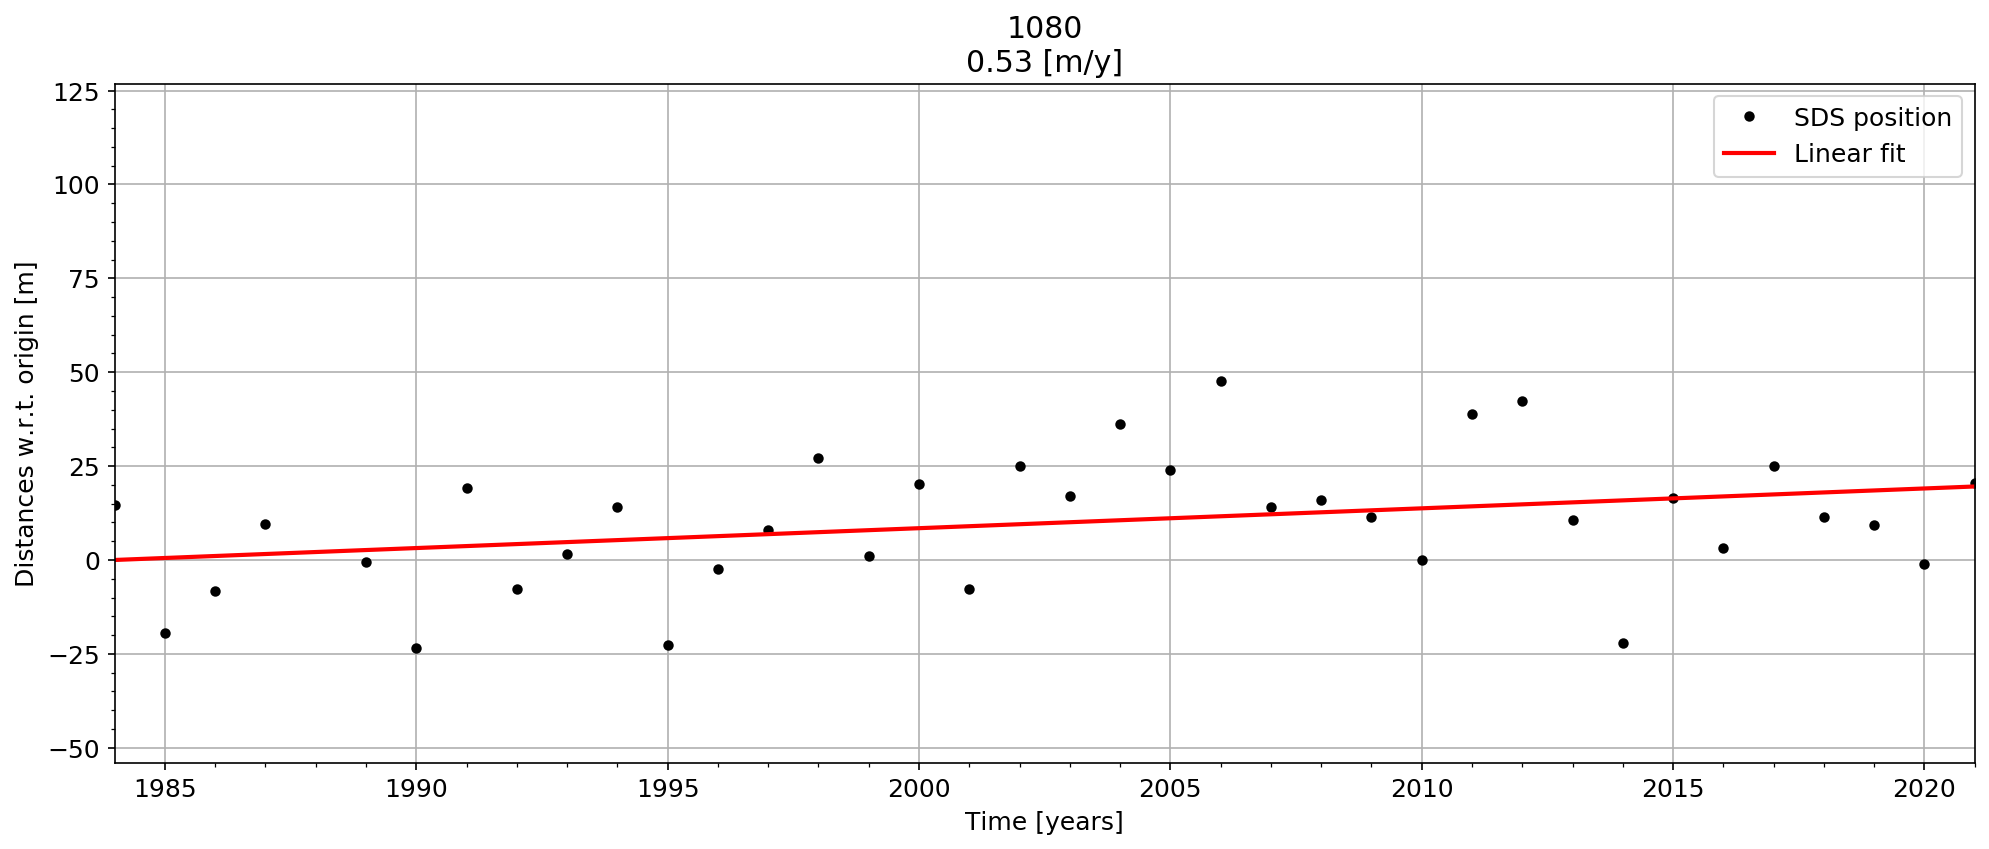 1080
0.53 [m/y]
Distances w.r.t. origin [m]
125
100
75
50
25
0
−25
−50
SDS position
Linear fit
1985 1990 1995 2000 2005 2010 2015 2020
Time [years]